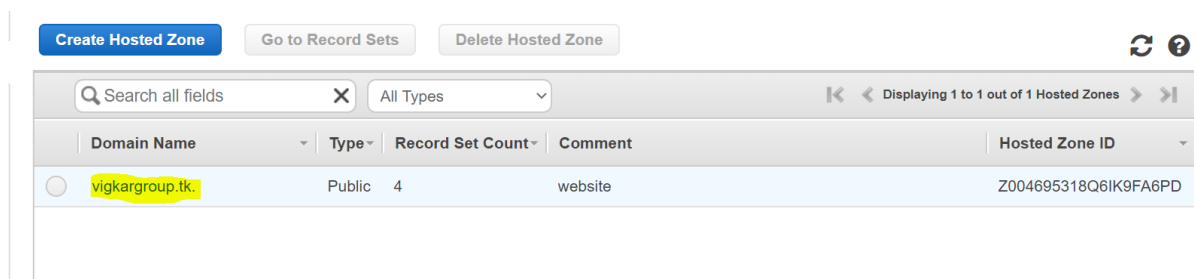 Create Hosted Zone Go to Record Sets Delete Hosted Zone
Search all fields All Types Displaying 1 to 1 out of 1 Hosted Zones
Domain Name Type Record Set Count Comment Hosted Zone ID
vigkargroup.tk. Public 4 website Z004695318Q6IK9FA6PD